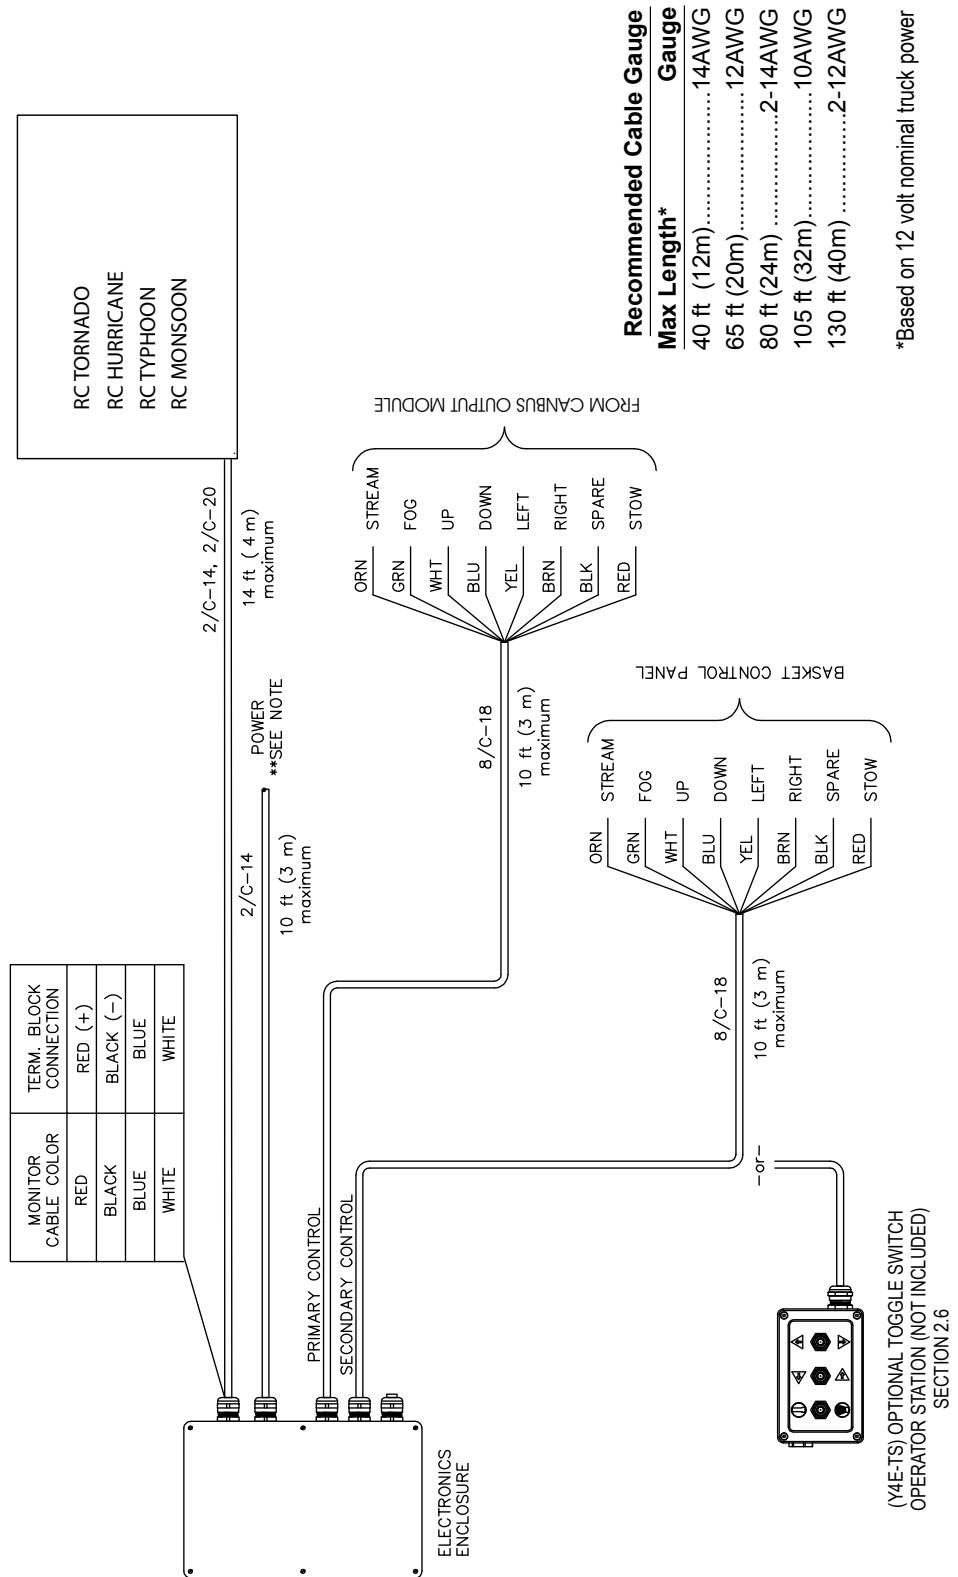 MONITOR
CABLE COLOR
TERM. BLOCK
CONNECTION
RED
RED (+)
BLACK
BLACK (−)
BLUE
BLUE
WHITE
WHITE
RC TORNADO
RC HURRICANE
RC TYPHOON
RC MONSOON
2/C-14, 2/C-20
14 ft ( 4 m)
maximum
2/C-14
10 ft (3 m)
maximum
POWER
**SEE NOTE
PRIMARY CONTROL
SECONDARY CONTROL
ELECTRONICS
ENCLOSURE
8/C-18
10 ft (3 m)
maximum
ORN STREAM
GRN FOG
WHT UP
BLU DOWN
YEL LEFT
BRN RIGHT
BLK SPARE
RED STOW
FROM CANBUS OUTPUT MODULE
8/C-18
10 ft (3 m)
maximum
ORN STREAM
GRN FOG
WHT UP
BLU DOWN
YEL LEFT
BRN RIGHT
BLK SPARE
RED STOW
BASKET CONTROL PANEL
-or-
(Y4E-TS) OPTIONAL TOGGLE SWITCH
OPERATOR STATION (NOT INCLUDED)
SECTION 2.6
Recommended Cable Gauge
Max Length* Gauge
40 ft (12m)....................14AWG
65 ft (20m)....................12AWG
80 ft (24m) ................2-14AWG
105 ft (32m)..................10AWG
130 ft (40m) ..............2-12AWG
*Based on 12 volt nominal truck power